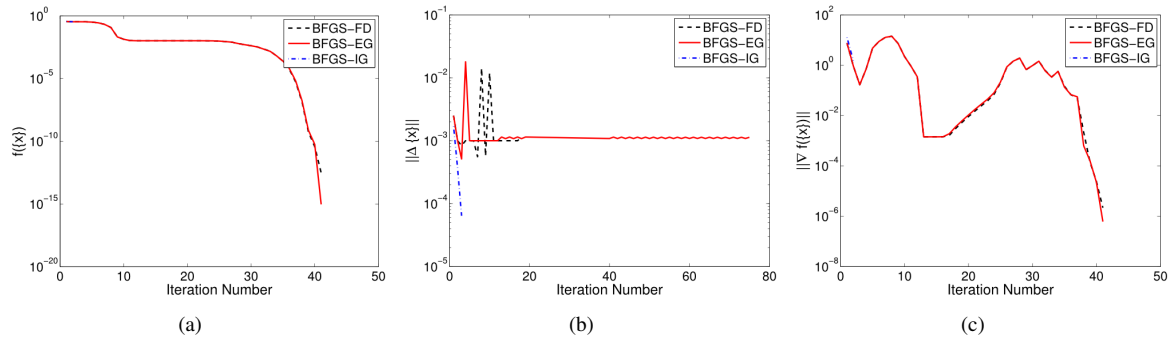 10^0
10^-5
10^-10
10^-15
10^-20
f({x})
0
10
20
30
40
50
Iteration Number
BFGS-FD
BFGS-EG
BFGS-IG
(a)
10^-1
10^-2
10^-3
10^-4
10^-5
||Δ {x}||
0
20
40
60
80
Iteration Number
BFGS-FD
BFGS-EG
BFGS-IG
(b)
10^2
10^0
10^-2
10^-4
10^-6
10^-8
||∇ f({x})||
0
10
20
30
40
50
Iteration Number
BFGS-FD
BFGS-EG
BFGS-IG
(c)